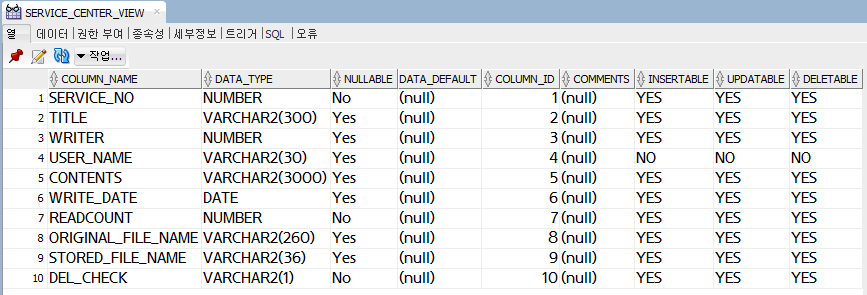 SERVICE_CENTER_VIEW
열 데이터 권한 부여 종속성 세부정보 트리거 SQL 오류
작업...
COLUMN_NAME DATA_TYPE NULLABLE DATA_DEFAULT COLUMN_ID COMMENTS INSERTABLE UPDATABLE DELETABLE
1 SERVICE_NO NUMBER No (null) 1 (null) YES YES YES
2 TITLE VARCHAR2(300) Yes (null) 2 (null) YES YES YES
3 WRITER NUMBER Yes (null) 3 (null) YES YES YES
4 USER_NAME VARCHAR2(30) Yes (null) 4 (null) NO NO NO
5 CONTENTS VARCHAR2(3000) Yes (null) 5 (null) YES YES YES
6 WRITE_DATE DATE Yes (null) 6 (null) YES YES YES
7 READCOUNT NUMBER No (null) 7 (null) YES YES YES
8 ORIGINAL_FILE_NAME VARCHAR2(260) Yes (null) 8 (null) YES YES YES
9 STORED_FILE_NAME VARCHAR2(36) Yes (null) 9 (null) YES YES YES
10 DEL_CHECK VARCHAR2(1) No (null) 10 (null) YES YES YES